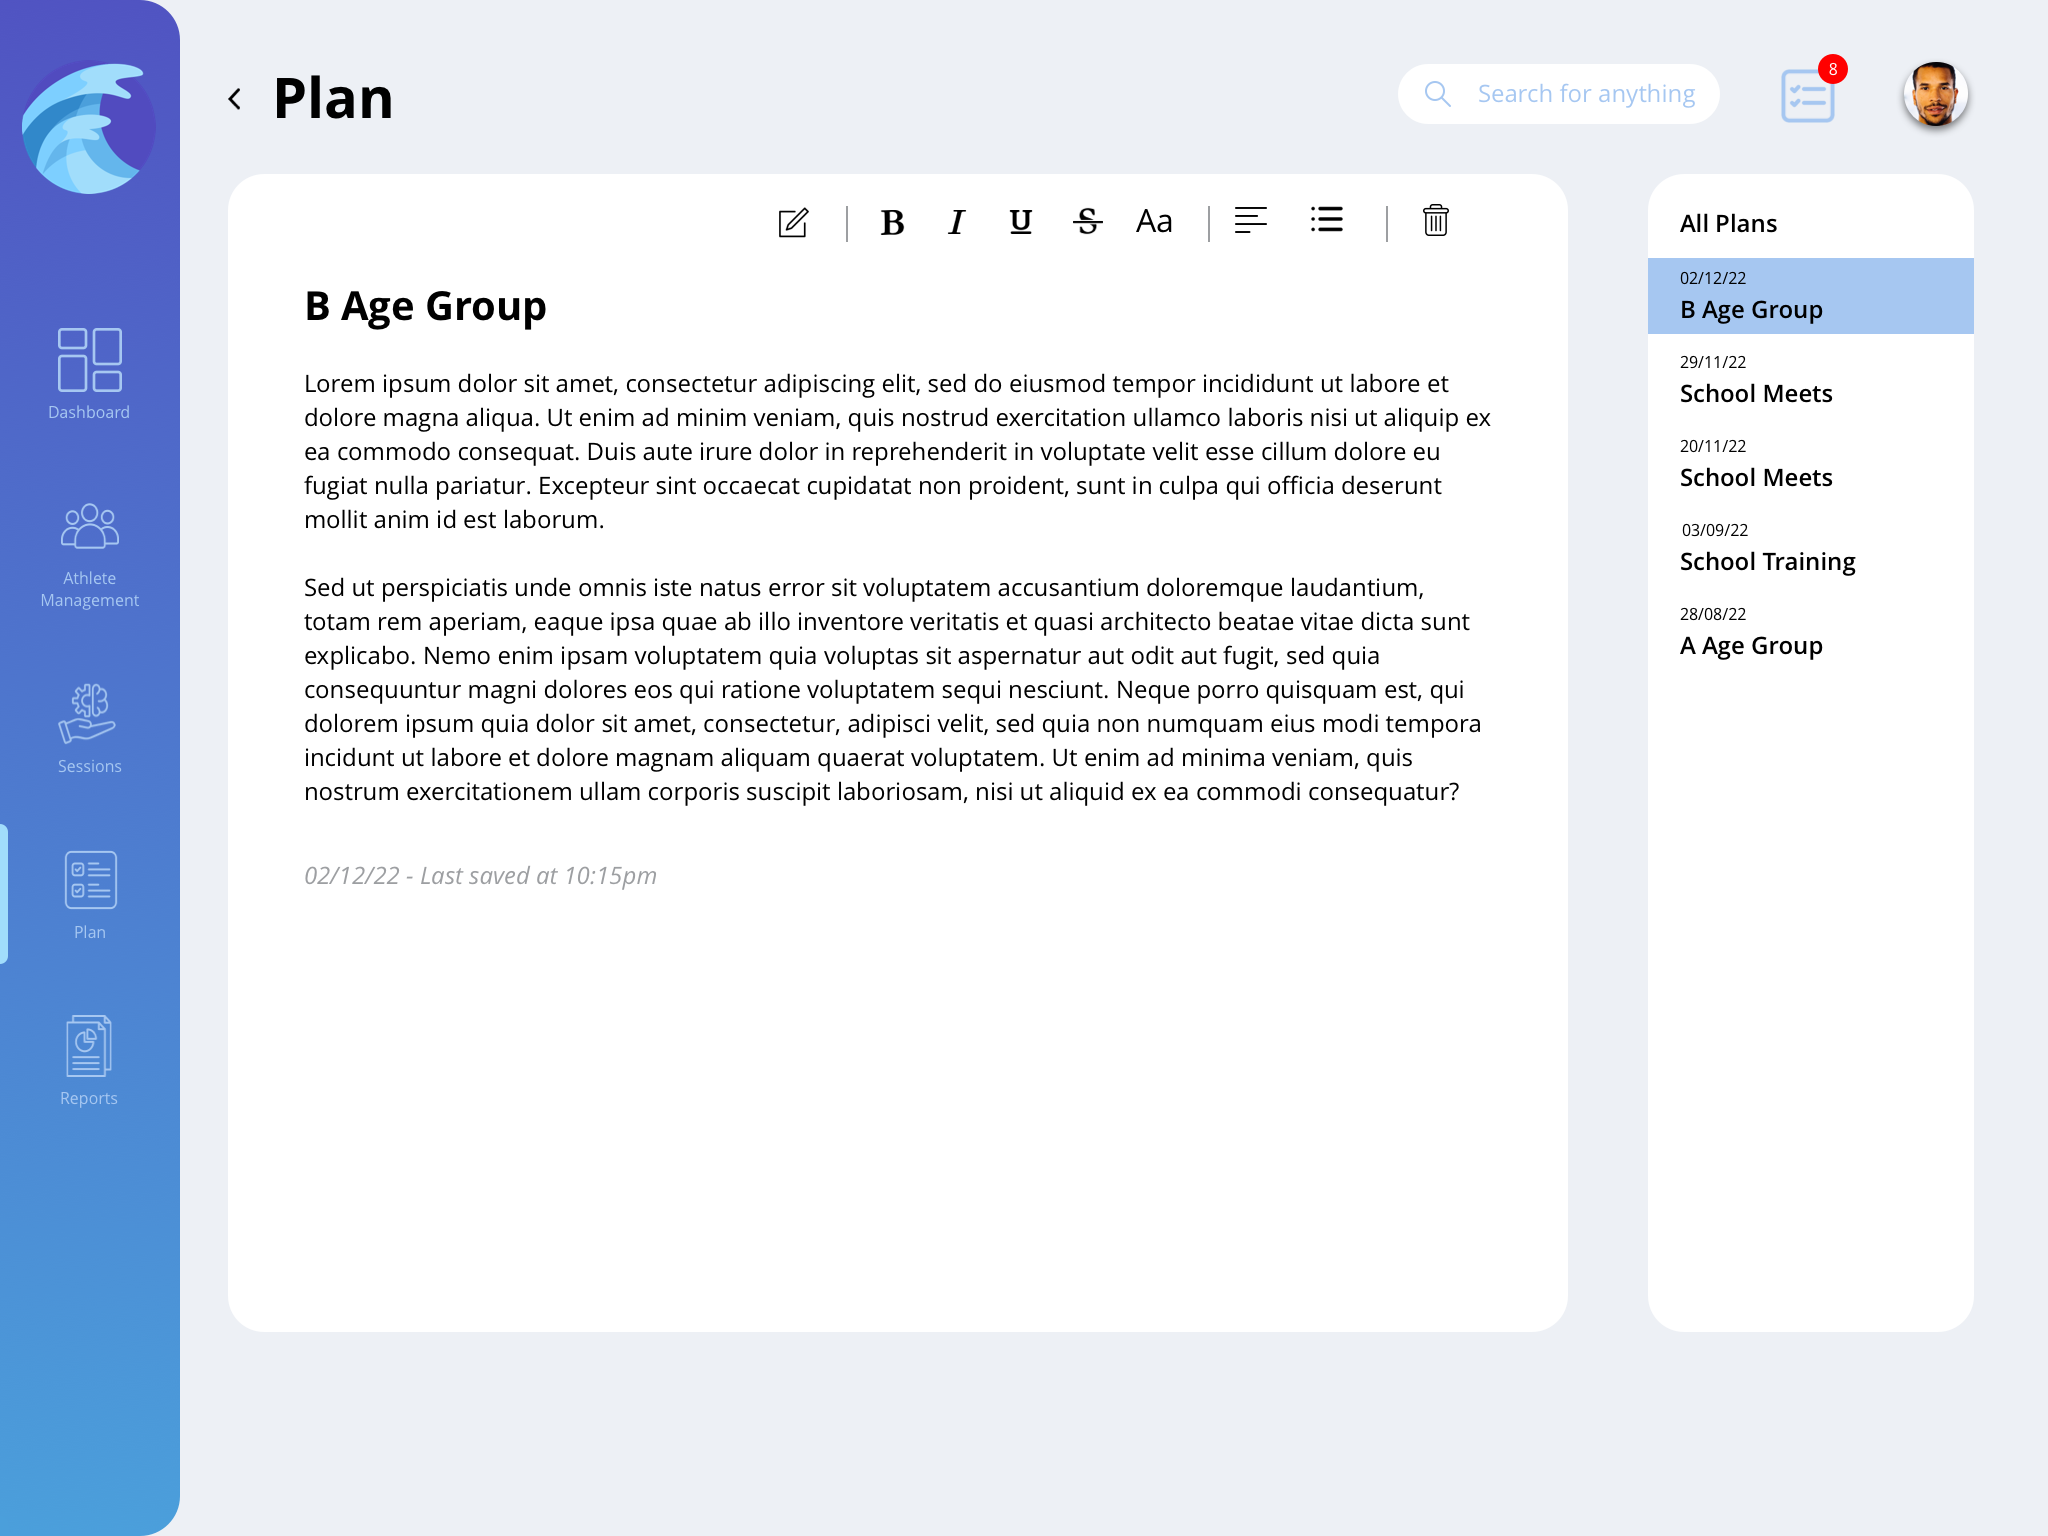 Plan
Search for anything
8
Dashboard
Athlete
Management
Sessions
Plan
Reports
B I U S Aa
B Age Group
Lorem ipsum dolor sit amet, consectetur adipiscing elit, sed do eiusmod tempor incididunt ut labore et
dolore magna aliqua. Ut enim ad minim veniam, quis nostrud exercitation ullamco laboris nisi ut aliquip ex
ea commodo consequat. Duis aute irure dolor in reprehenderit in voluptate velit esse cillum dolore eu
fugiat nulla pariatur. Excepteur sint occaecat cupidatat non proident, sunt in culpa qui officia deserunt
mollit anim id est laborum.
Sed ut perspiciatis unde omnis iste natus error sit voluptatem accusantium doloremque laudantium,
totam rem aperiam, eaque ipsa quae ab illo inventore veritatis et quasi architecto beatae vitae dicta sunt
explicabo. Nemo enim ipsam voluptatem quia voluptas sit aspernatur aut odit aut fugit, sed quia
consequuntur magni dolores eos qui ratione voluptatem sequi nesciunt. Neque porro quisquam est, qui
dolorem ipsum quia dolor sit amet, consectetur, adipisci velit, sed quia non numquam eius modi tempora
incidunt ut labore et dolore magnam aliquam quaerat voluptatem. Ut enim ad minima veniam, quis
nostrum exercitationem ullam corporis suscipit laboriosam, nisi ut aliquid ex ea commodi consequatur?
02/12/22 - Last saved at 10:15pm
All Plans
02/12/22
B Age Group
29/11/22
School Meets
20/11/22
School Meets
03/09/22
School Training
28/08/22
A Age Group